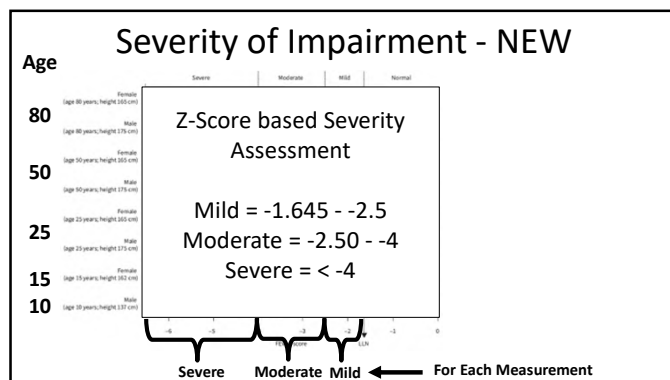 Severity of Impairment - NEW
Age
Severe Moderate Mild Normal
Female
(age 80 years; height 165 cm)
80
Male
(age 80 years; height 175 cm)
Female
(age 50 years; height 165 cm)
50
Male
(age 50 years; height 175 cm)
Female
(age 25 years; height 165 cm)
25
Male
(age 25 years; height 175 cm)
Female
(age 15 years; height 162 cm)
15
Male
(age 10 years; height 137 cm)
10
Z-Score based Severity
Assessment
Mild = -1.645 - -2.5
Moderate = -2.50 - -4
Severe = < -4
-6 -5 -3 -2 -1 0
LLN
Severe Moderate Mild For Each Measurement